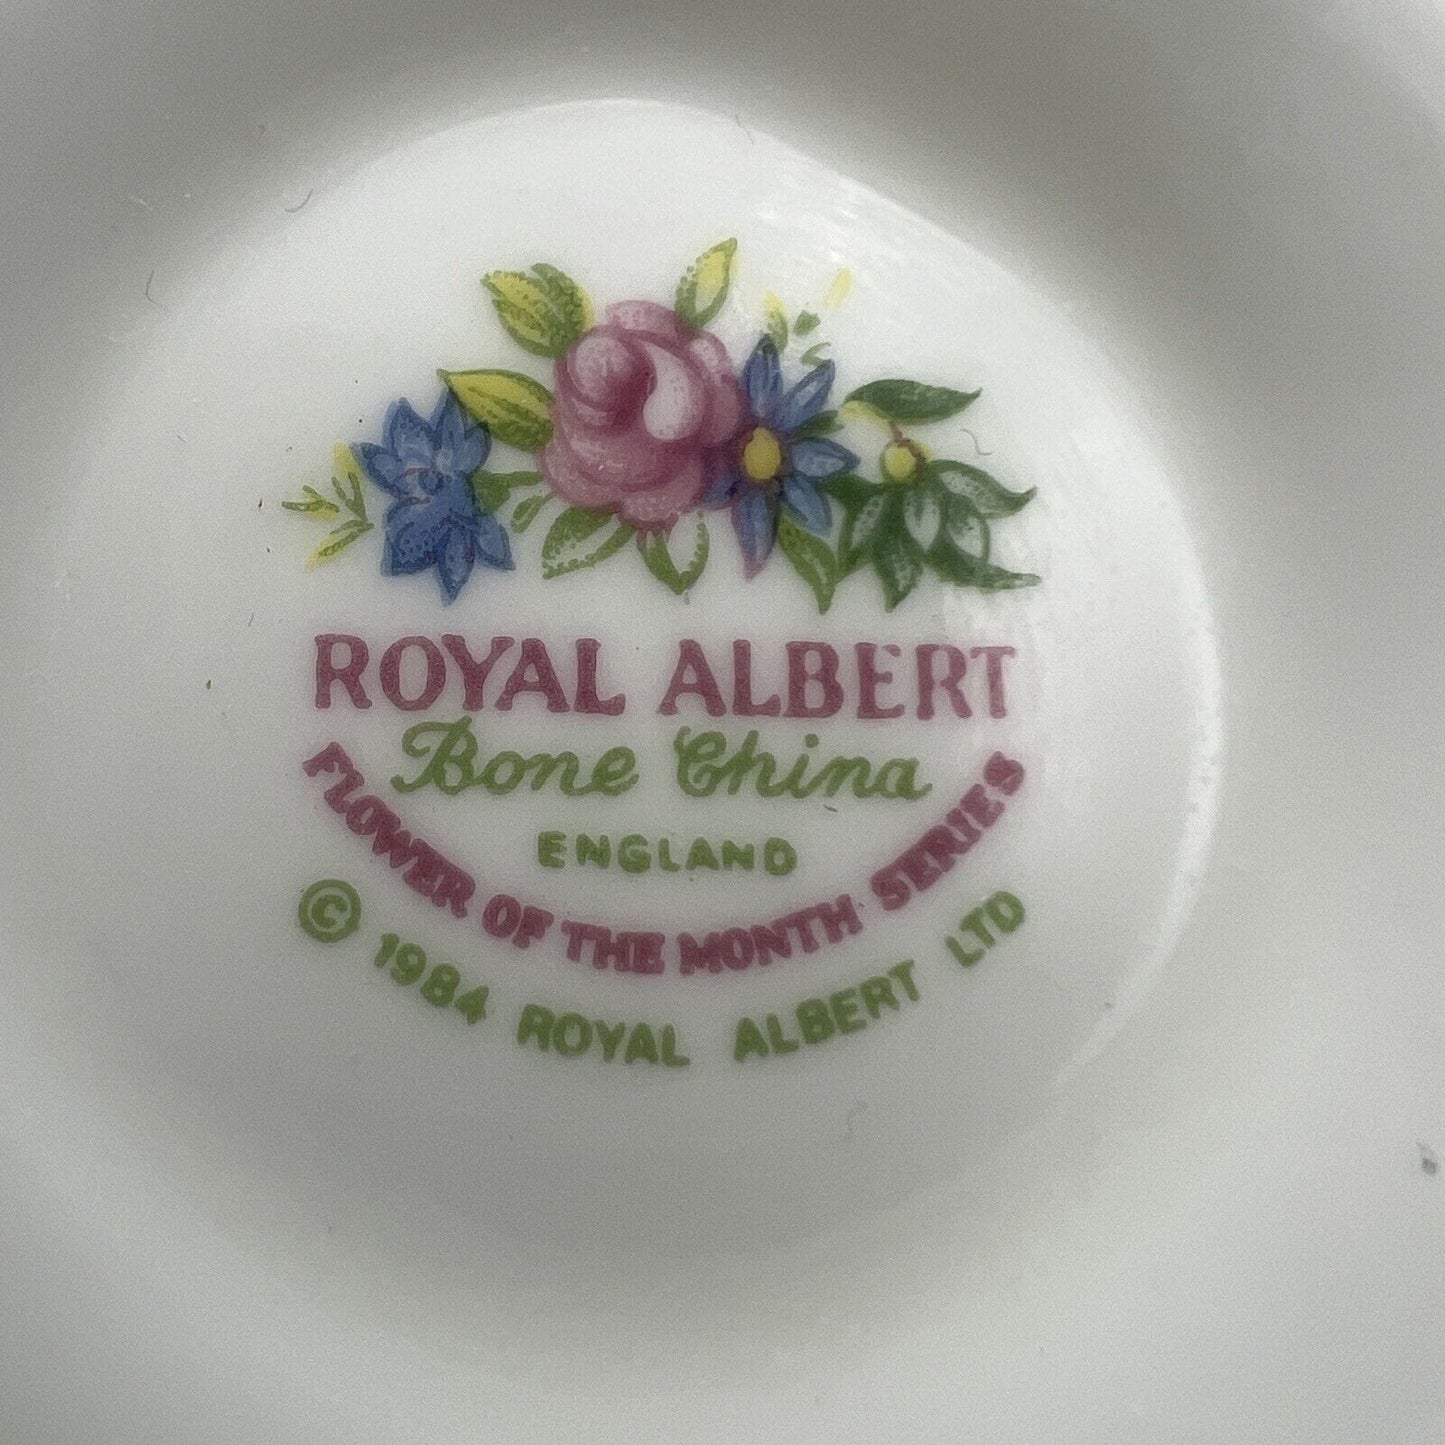 ROYAL ALBERT
Bone China
ENGLAND
FLOWER OF THE MONTH SERIES
© 1984 ROYAL ALBERT LTD